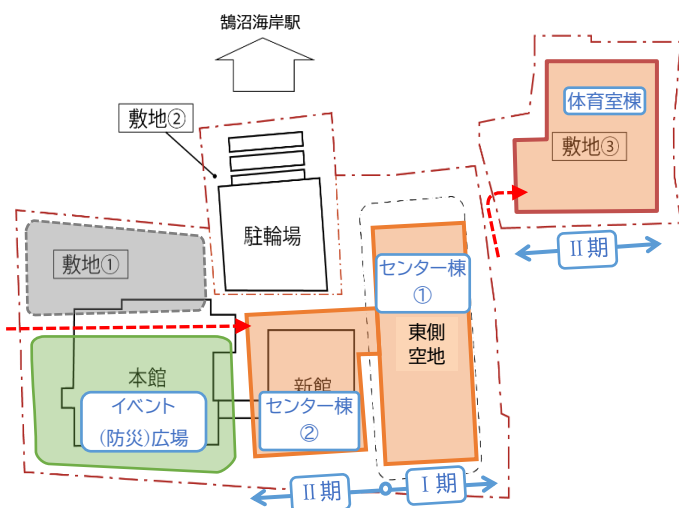 鵠沼海岸駅
敷地②
体育室棟
敷地③
駐輪場
Ⅱ期
敷地①
センター棟
①
東側
空地
本館
新館
イベント
(防災)広場
センター棟
②
Ⅱ期
Ⅰ期